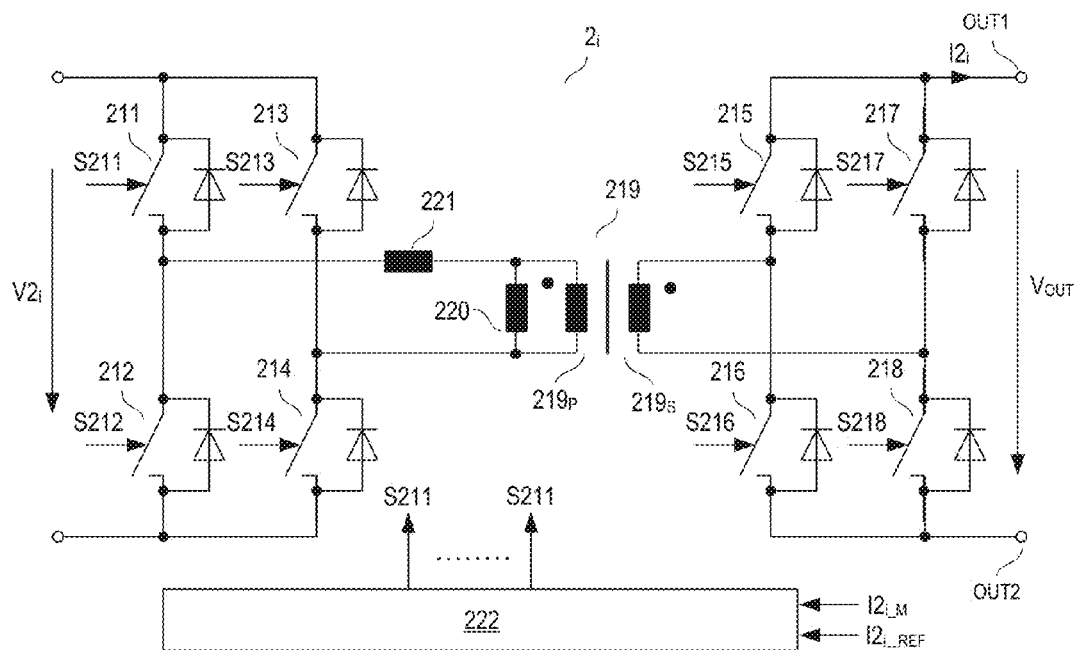 OUT1
2i
I2i
211
213
215
217
S211
S213
S215
S217
219
221
V2i
VOUT
220
212
214
219P
219S
216
218
S212
S214
S216
S218
S211
S211
OUT2
222
I2i_M
I2i_REF